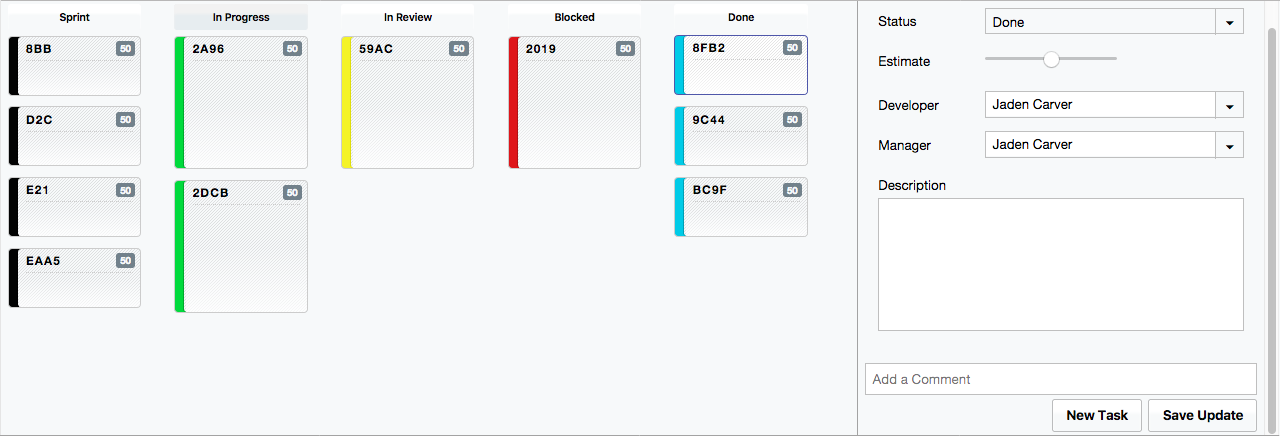 Sprint
8BB 50
D2C 50
E21 50
EAA5 50
In Progress
2A96 50
2DCB 50
In Review
59AC 50
Blocked
2019 50
Done
8FB2 50
9C44 50
BC9F 50
Status Done
Estimate
Developer Jaden Carver
Manager Jaden Carver
Description
Add a Comment
New Task Save Update